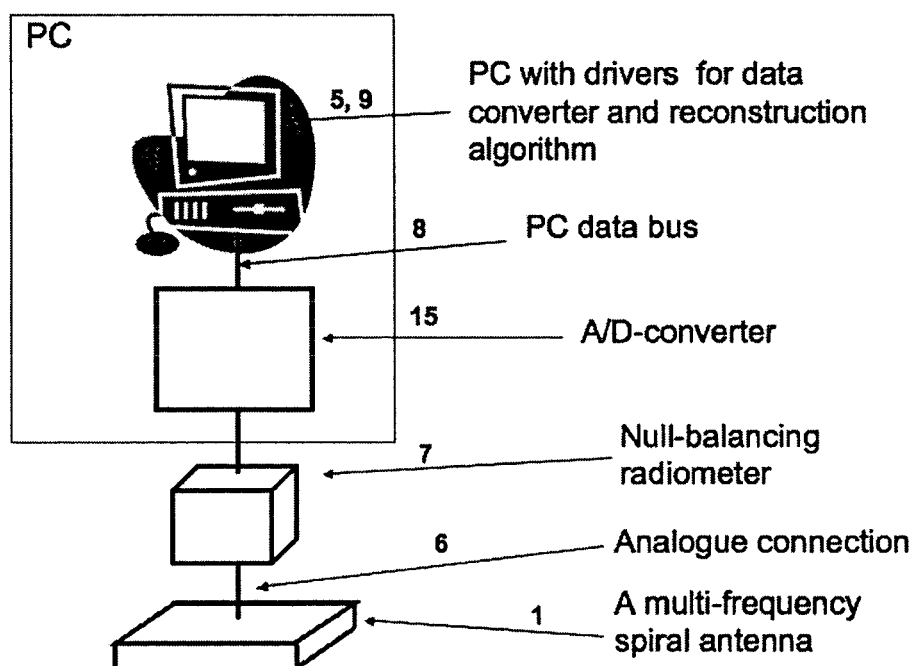 PC
5, 9
PC with drivers for data
converter and reconstruction
algorithm
8
PC data bus
15
A/D-converter
7
Null-balancing
radiometer
6
Analogue connection
1
A multi-frequency
spiral antenna